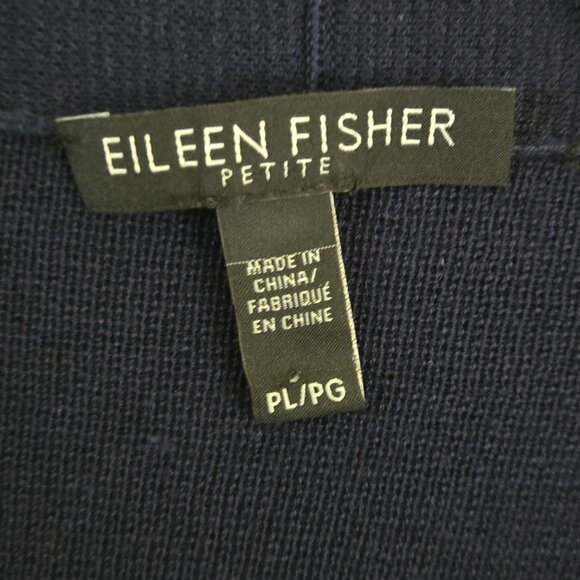 EILEEN FISHER
PETITE
MADE IN
CHINA/
FABRIQUÉ
EN CHINE
PL/PG